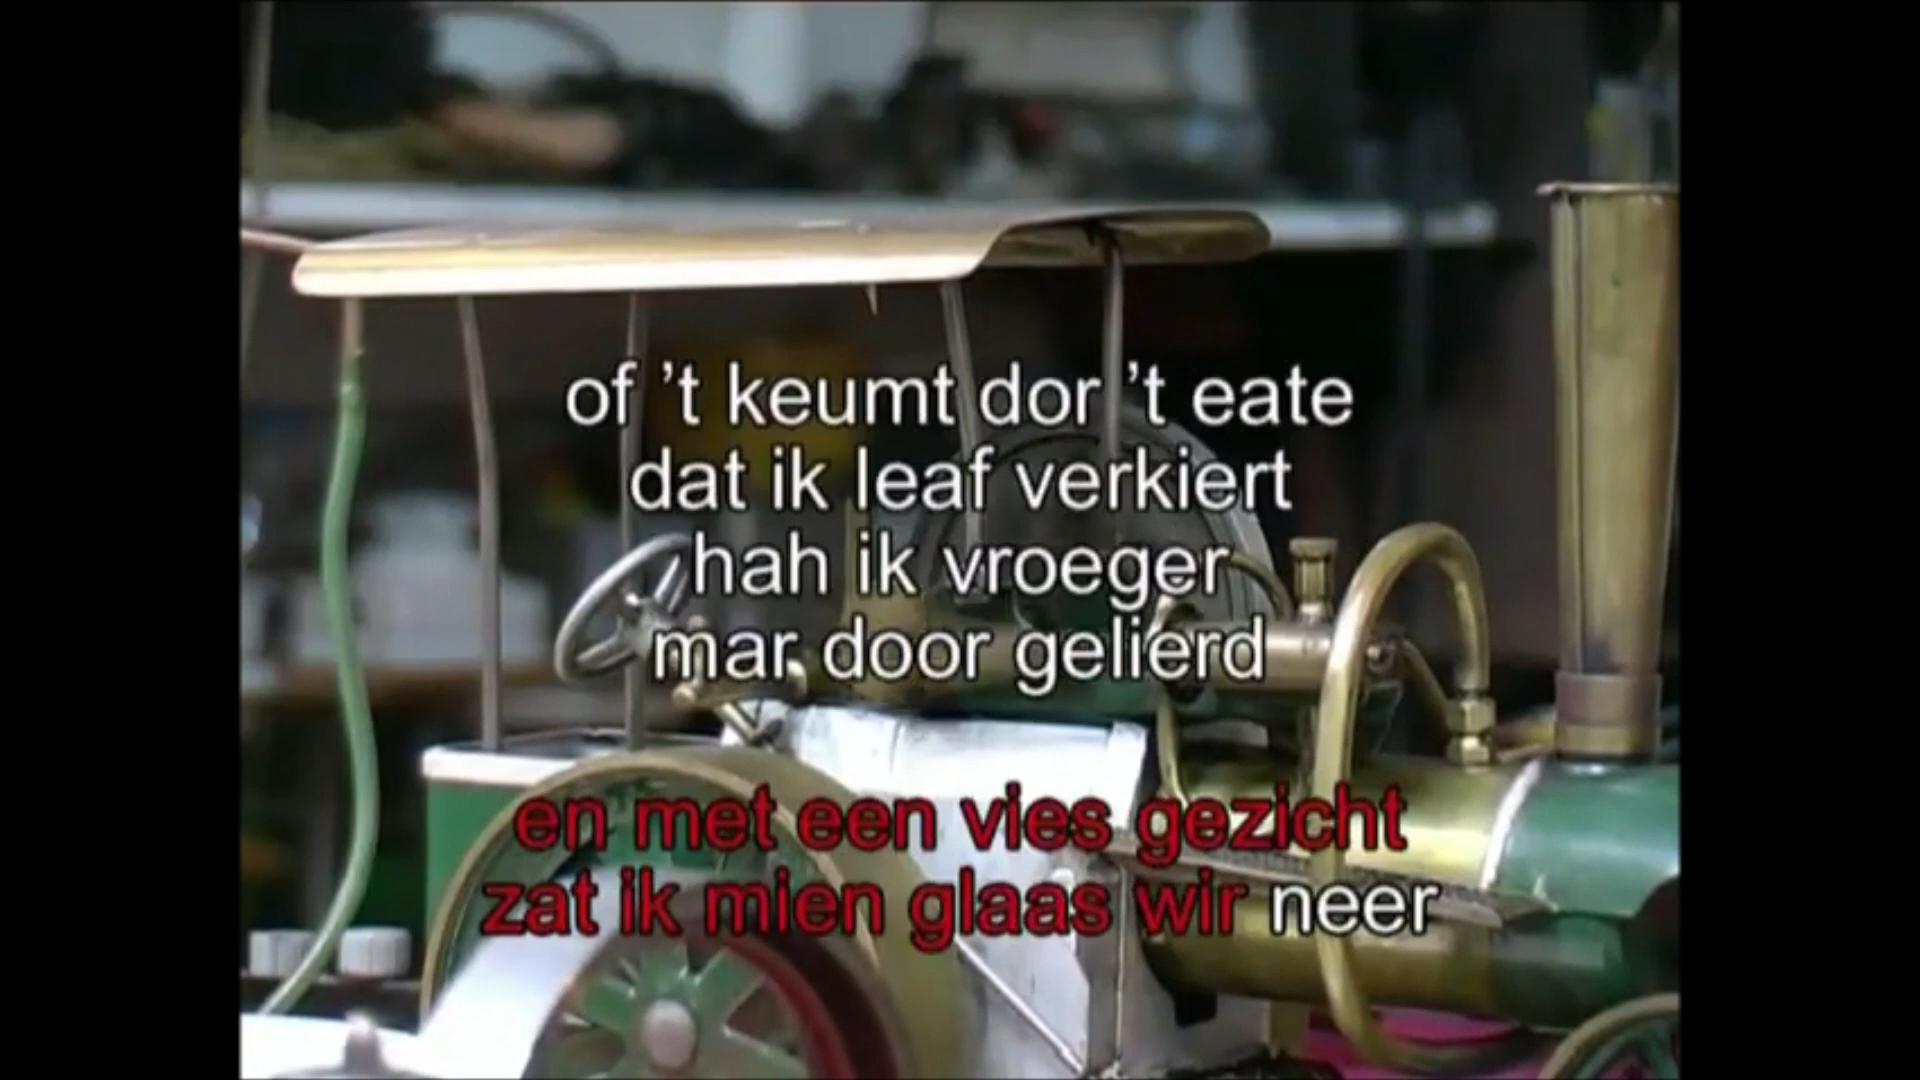 of ’t keumt dor ’t eate
dat ik leaf verkiert
hah ik vroeger
mar door gelierd
en met een vies gezicht
zat ik mien glaas wir neer